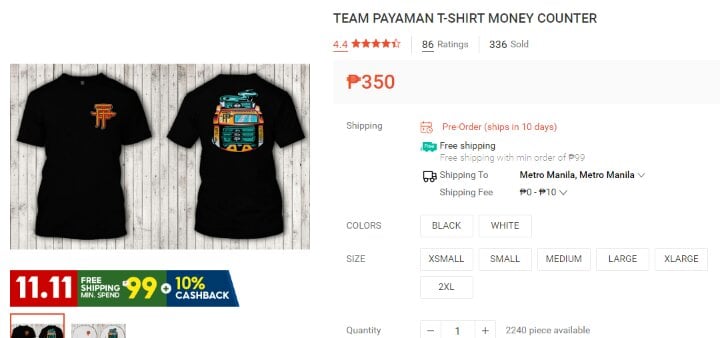 TEAM PAYAMAN T-SHIRT MONEY COUNTER
4.4
86 Ratings
336 Sold
₱350
Shipping
Pre-Order (ships in 10 days)
Free shipping
Free shipping with min order of ₱99
Shipping To Metro Manila, Metro Manila
Shipping Fee ₱0 - ₱10
COLORS BLACK WHITE
SIZE XSMALL SMALL MEDIUM LARGE XLARGE
2XL
Quantity − 1 + 2240 piece available
11.11 FREE SHIPPING MIN. SPEND ₱99 + 10% CASHBACK